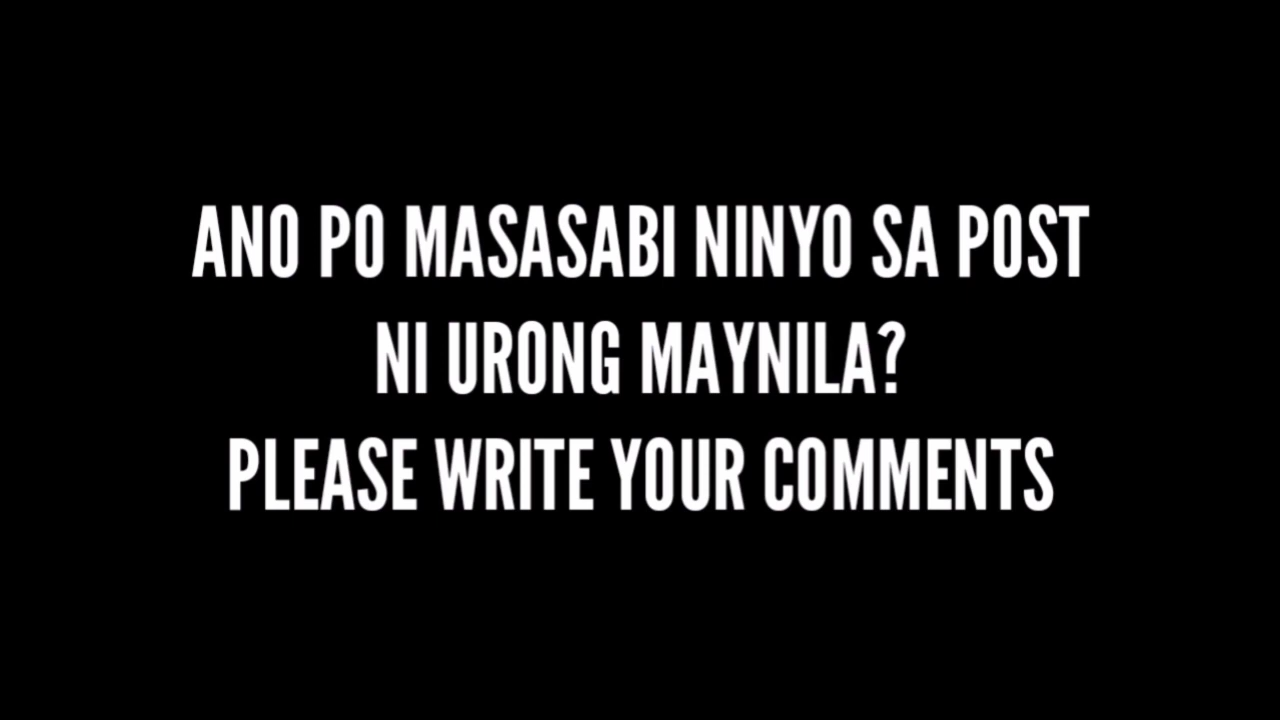 ANO PO MASASABI NINYO SA POST
NI URONG MAYNILA?
PLEASE WRITE YOUR COMMENTS